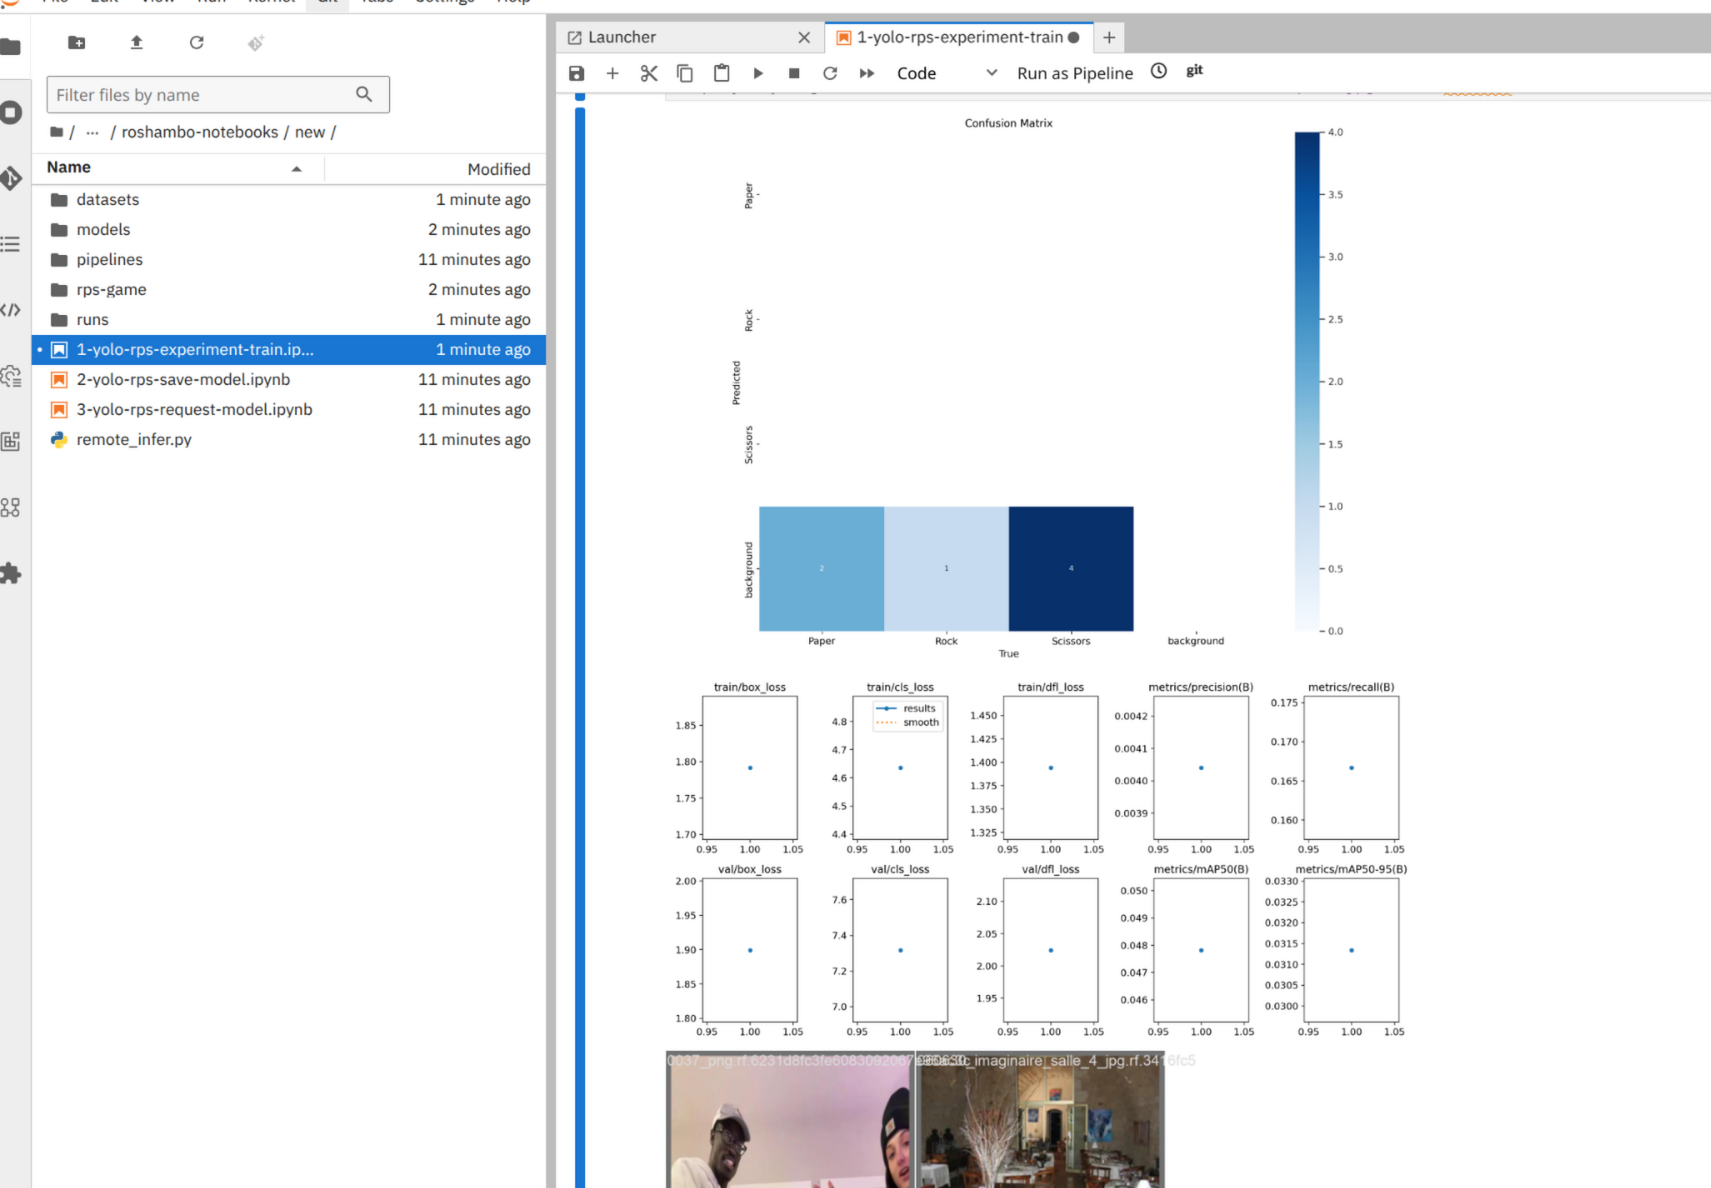 File Edit View Run Kernel Git Tabs Settings Help
Filter files by name
/ ... / roshambo-notebooks / new /
Name Modified
datasets 1 minute ago
models 2 minutes ago
pipelines 11 minutes ago
rps-game 2 minutes ago
runs 1 minute ago
1-yolo-rps-experiment-train.ip... 1 minute ago
2-yolo-rps-save-model.ipynb 11 minutes ago
3-yolo-rps-request-model.ipynb 11 minutes ago
remote_infer.py 11 minutes ago
Launcher
1-yolo-rps-experiment-train
Code Run as Pipeline git
Confusion Matrix
Paper
Rock
Predicted
Scissors
background
2 1 4
Paper Rock Scissors background
True
4.0
3.5
3.0
2.5
2.0
1.5
1.0
0.5
0.0
train/box_loss
1.85
1.80
1.75
1.70
0.95 1.00 1.05
train/cls_loss
results
smooth
4.8
4.7
4.6
4.5
4.4
0.95 1.00 1.05
train/dfl_loss
1.450
1.425
1.400
1.375
1.350
1.325
0.95 1.00 1.05
metrics/precision(B)
0.0042
0.0041
0.0040
0.0039
0.95 1.00 1.05
metrics/recall(B)
0.175
0.170
0.165
0.160
0.95 1.00 1.05
val/box_loss
2.00
1.95
1.90
1.85
1.80
0.95 1.00 1.05
val/cls_loss
7.6
7.4
7.2
7.0
0.95 1.00 1.05
val/dfl_loss
2.10
2.05
2.00
1.95
0.95 1.00 1.05
metrics/mAP50(B)
0.050
0.049
0.048
0.047
0.046
0.95 1.00 1.05
metrics/mAP50-95(B)
0.0330
0.0325
0.0320
0.0315
0.0310
0.0305
0.0300
0.95 1.00 1.05
imaginaire_salle_4_jpg.rf.3416fc5